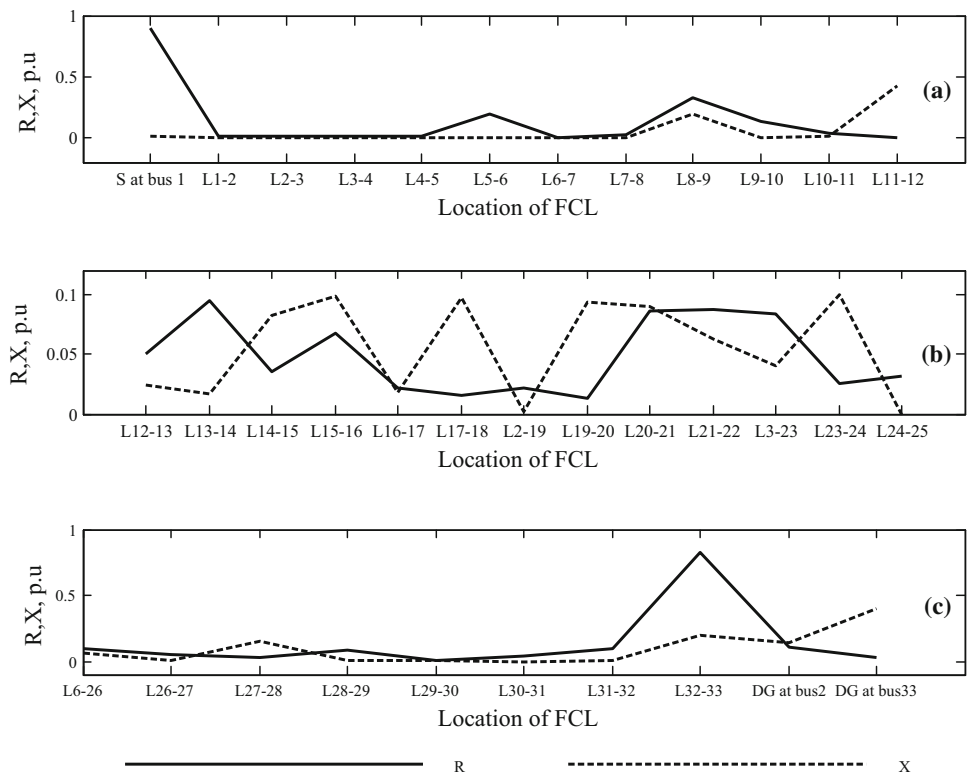 1
0.5
0
R,X, p.u
(a)
S at bus 1 L1-2 L2-3 L3-4 L4-5 L5-6 L6-7 L7-8 L8-9 L9-10 L10-11 L11-12
Location of FCL
0.1
0.05
0
R,X, p.u
(b)
L12-13 L13-14 L14-15 L15-16 L16-17 L17-18 L2-19 L19-20 L20-21 L21-22 L3-23 L23-24 L24-25
Location of FCL
1
0.5
0
R,X, p.u
(c)
L6-26 L26-27 L27-28 L28-29 L29-30 L30-31 L31-32 L32-33 DG at bus2 DG at bus33
Location of FCL
R X